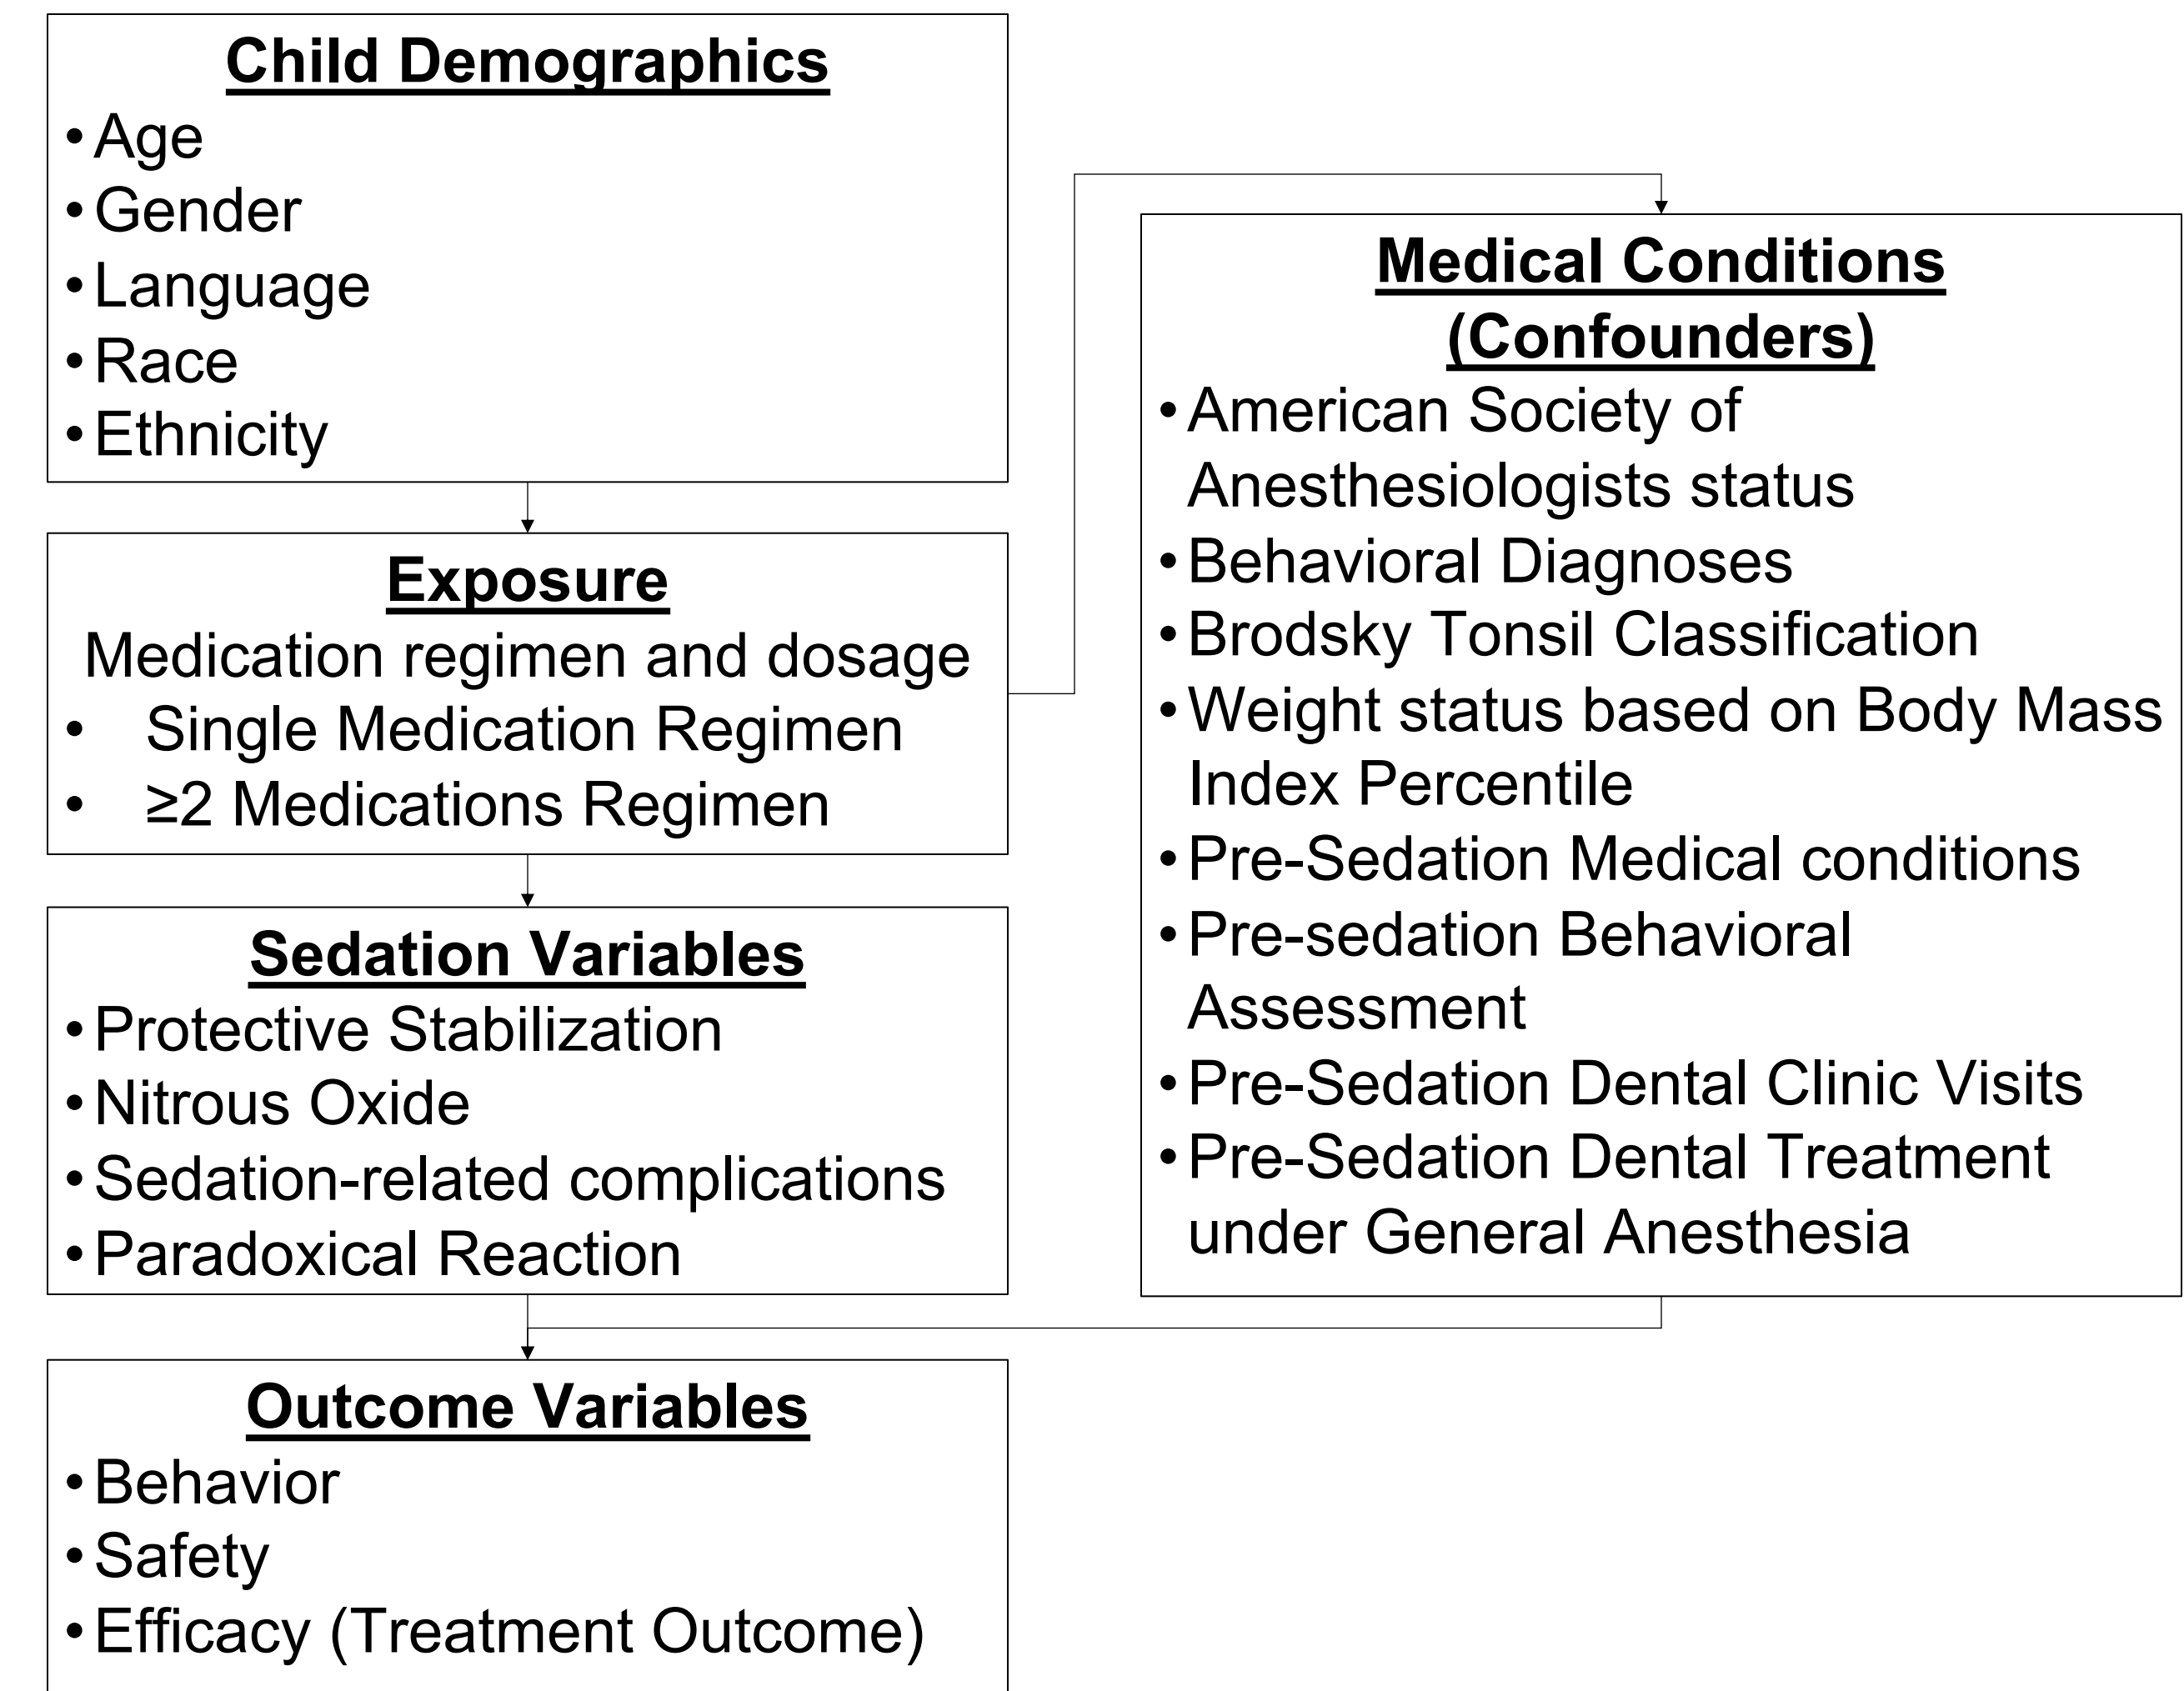 Child Demographics
• Age
• Gender
• Language
• Race
• Ethnicity
Exposure
Medication regimen and dosage
• Single Medication Regimen
• ≥2 Medications Regimen
Sedation Variables
• Protective Stabilization
• Nitrous Oxide
• Sedation-related complications
• Paradoxical Reaction
Medical Conditions
(Confounders)
• American Society of
Anesthesiologists status
• Behavioral Diagnoses
• Brodsky Tonsil Classification
• Weight status based on Body Mass
Index Percentile
• Pre-Sedation Medical conditions
• Pre-sedation Behavioral
Assessment
• Pre-Sedation Dental Clinic Visits
• Pre-Sedation Dental Treatment
under General Anesthesia
Outcome Variables
• Behavior
• Safety
• Efficacy (Treatment Outcome)